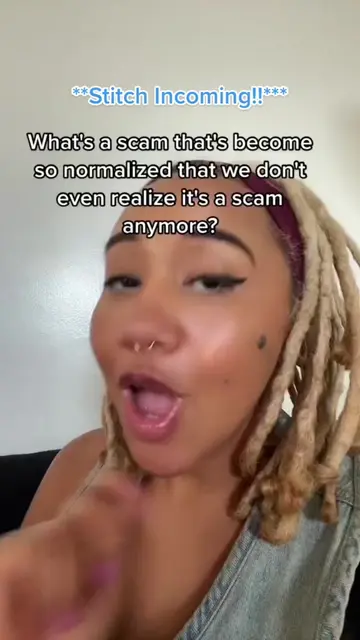 **Stitch Incoming!!***
What's a scam that's become
so normalized that we don't
even realize it's a scam
anymore?